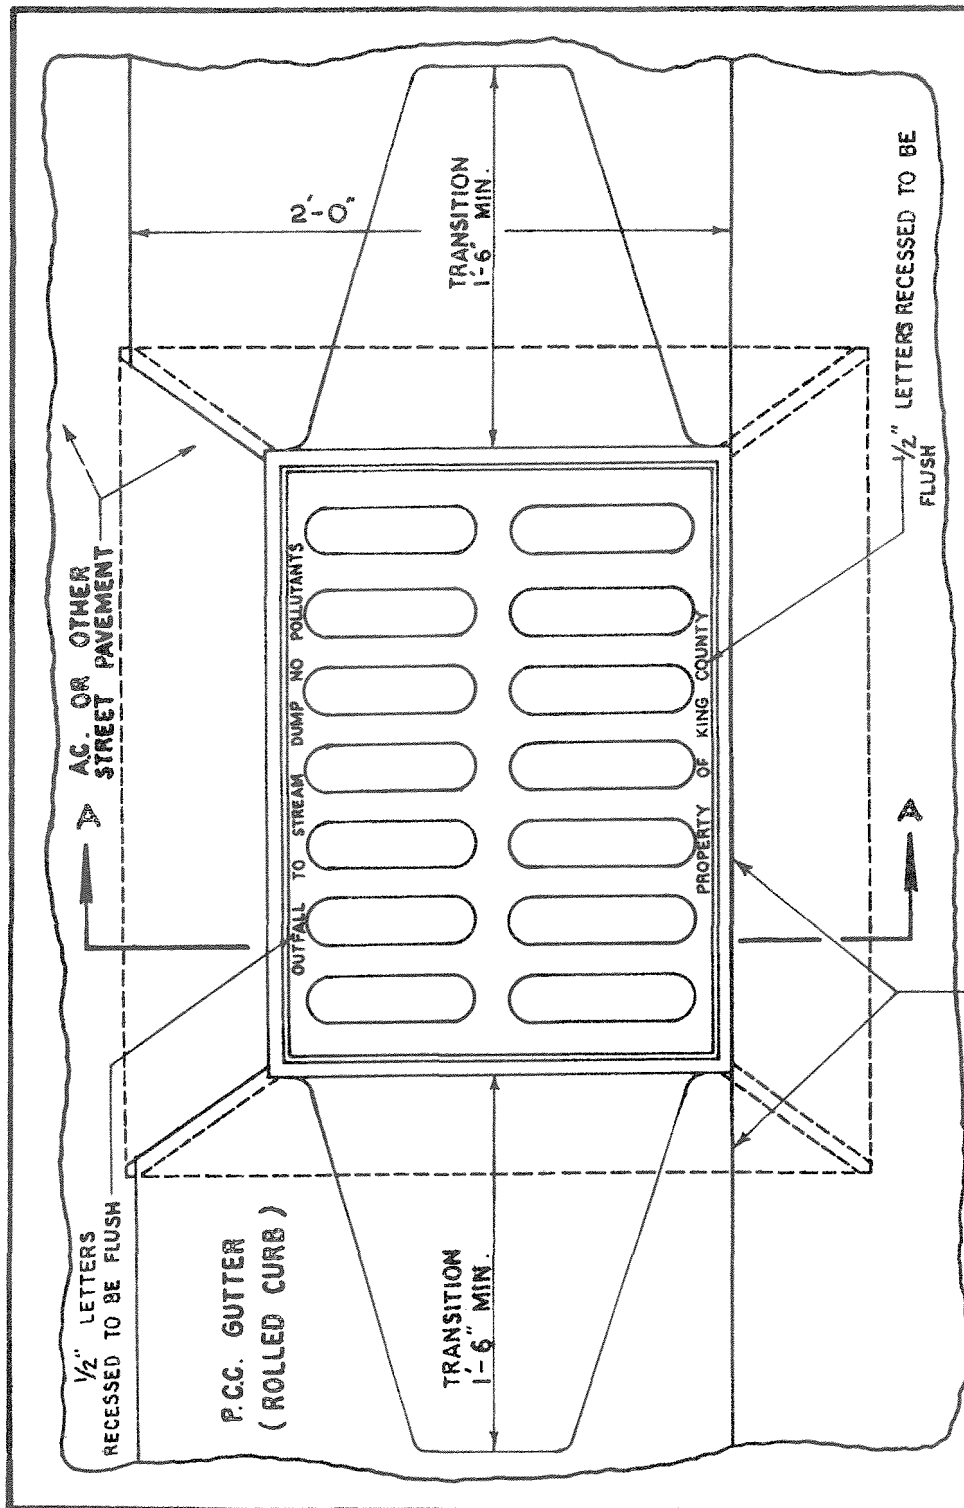 A.C. OR OTHER
STREET PAVEMENT
A
A
1/2" LETTERS
RECESSED TO BE FLUSH
P.C.C. GUTTER
(ROLLED CURB)
TRANSITION
1'-6" MIN.
OUTFALL TO STREAM DUMP NO POLLUTANTS
PROPERTY OF KING COUNTY
2'-0"
TRANSITION
1'-6" MIN.
1/2" LETTERS RECESSED TO BE
FLUSH